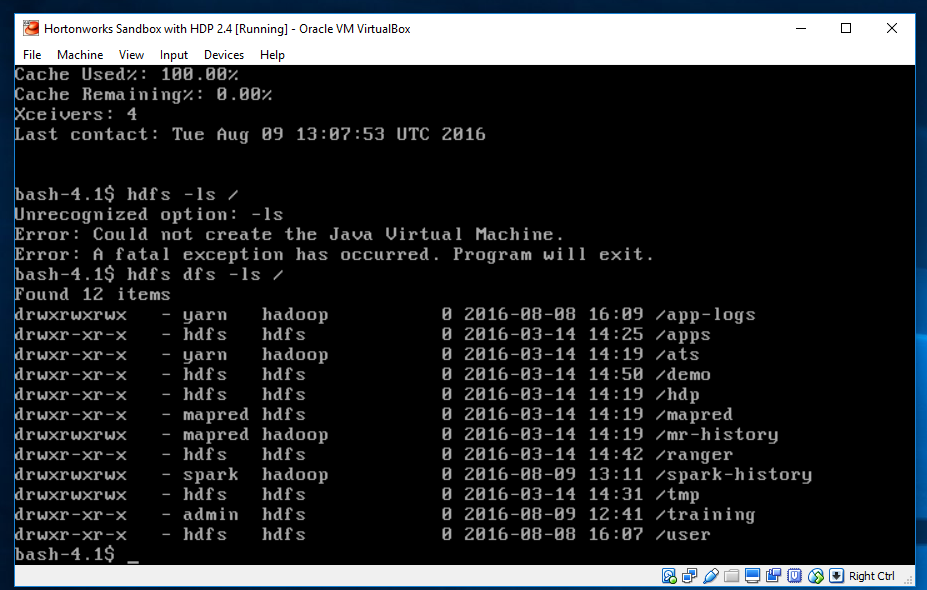 Hortonworks Sandbox with HDP 2.4 [Running] - Oracle VM VirtualBox
File Machine View Input Devices Help
Cache Used%: 100.00%
Cache Remaining%: 0.00%
Xceivers: 4
Last contact: Tue Aug 09 13:07:53 UTC 2016
bash-4.1$ hdfs -ls /
Unrecognized option: -ls
Error: Could not create the Java Virtual Machine.
Error: A fatal exception has occurred. Program will exit.
bash-4.1$ hdfs dfs -ls /
Found 12 items
drwxrwxrwx   - yarn   hadoop          0 2016-08-08 16:09 /app-logs
drwxr-xr-x   - hdfs   hdfs            0 2016-03-14 14:25 /apps
drwxr-xr-x   - yarn   hadoop          0 2016-03-14 14:19 /ats
drwxr-xr-x   - hdfs   hdfs            0 2016-03-14 14:50 /demo
drwxr-xr-x   - hdfs   hdfs            0 2016-03-14 14:19 /hdp
drwxr-xr-x   - mapred hdfs            0 2016-03-14 14:19 /mapred
drwxrwxrwx   - mapred hadoop          0 2016-03-14 14:19 /mr-history
drwxr-xr-x   - hdfs   hdfs            0 2016-03-14 14:42 /ranger
drwxrwxrwx   - spark  hadoop          0 2016-08-09 13:11 /spark-history
drwxrwxrwx   - hdfs   hdfs            0 2016-03-14 14:31 /tmp
drwxr-xr-x   - admin  hdfs            0 2016-08-09 12:41 /training
drwxr-xr-x   - hdfs   hdfs            0 2016-08-08 16:07 /user
bash-4.1$ _
Right Ctrl